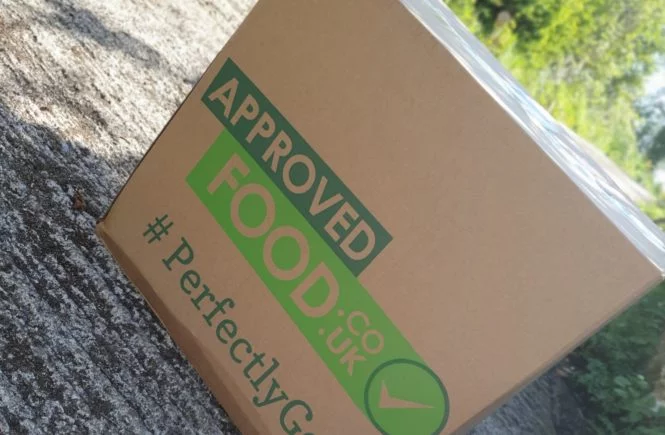 APPROVED
FOOD.CO
.UK
# PerfectlyG